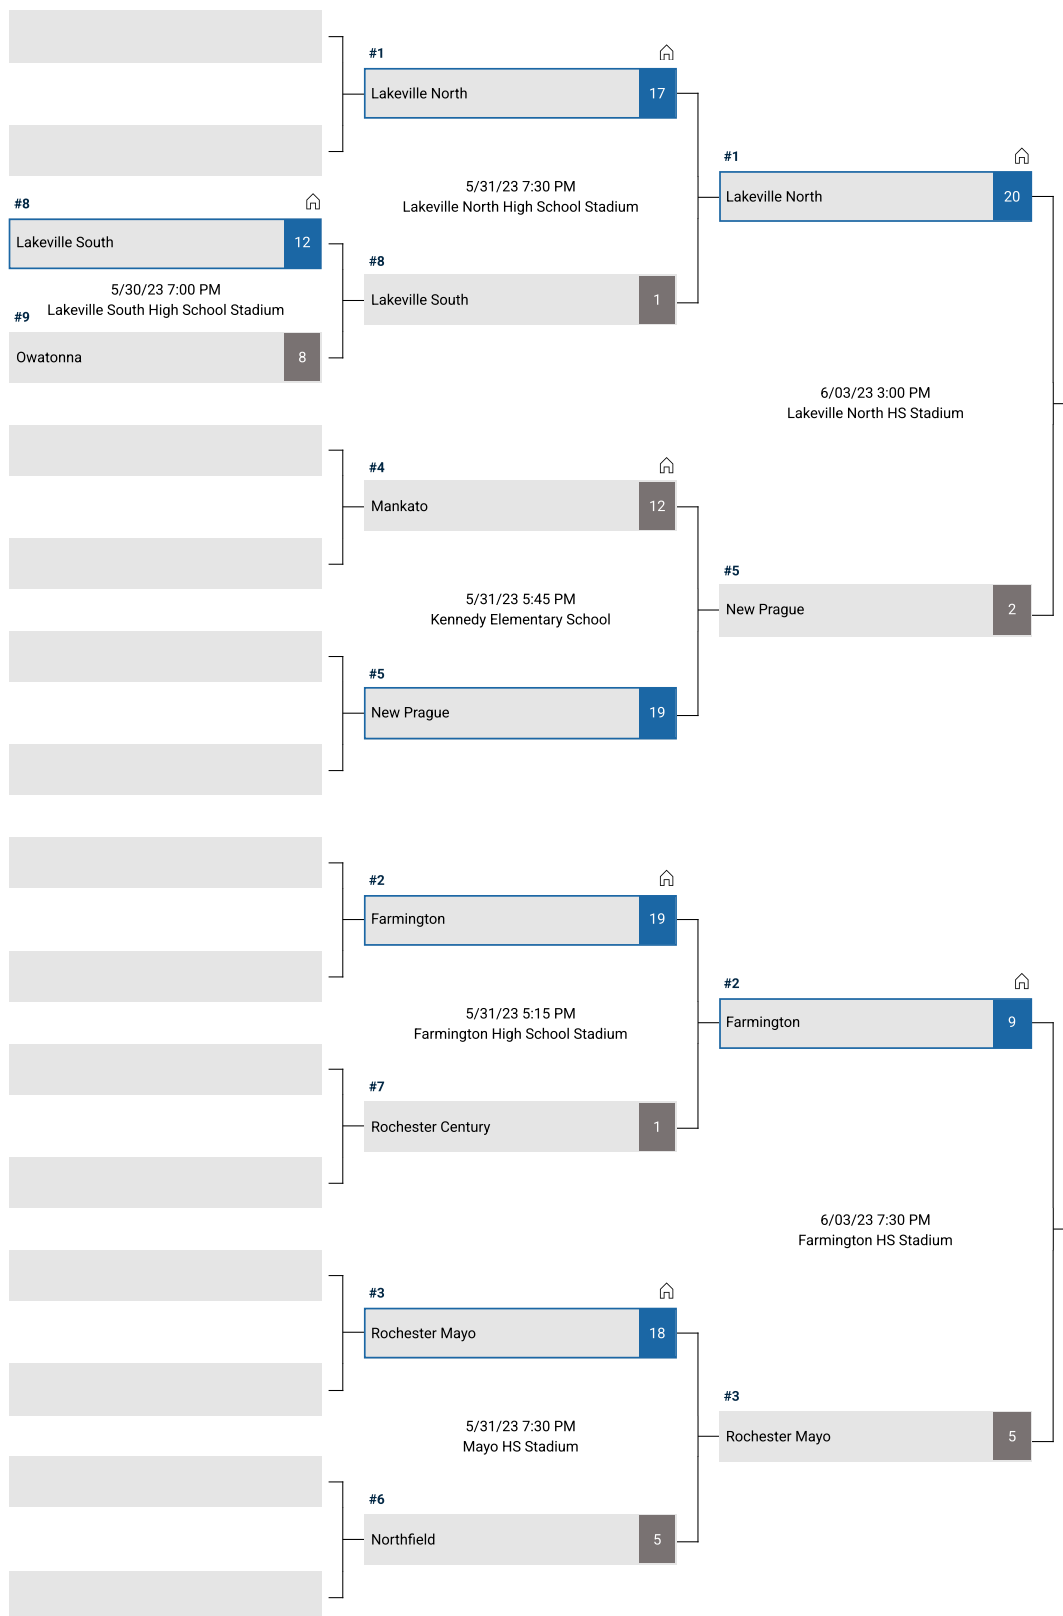 #1
Lakeville North
17
5/31/23 7:30 PM
Lakeville North High School Stadium
#1
Lakeville North
20
#8
Lakeville South
12
5/30/23 7:00 PM
Lakeville South High School Stadium
#9
Owatonna
8
#8
Lakeville South
1
6/03/23 3:00 PM
Lakeville North HS Stadium
#4
Mankato
12
5/31/23 5:45 PM
Kennedy Elementary School
#5
New Prague
2
#5
New Prague
19
#2
Farmington
19
5/31/23 5:15 PM
Farmington High School Stadium
#2
Farmington
9
#7
Rochester Century
1
6/03/23 7:30 PM
Farmington HS Stadium
#3
Rochester Mayo
18
5/31/23 7:30 PM
Mayo HS Stadium
#3
Rochester Mayo
5
#6
Northfield
5